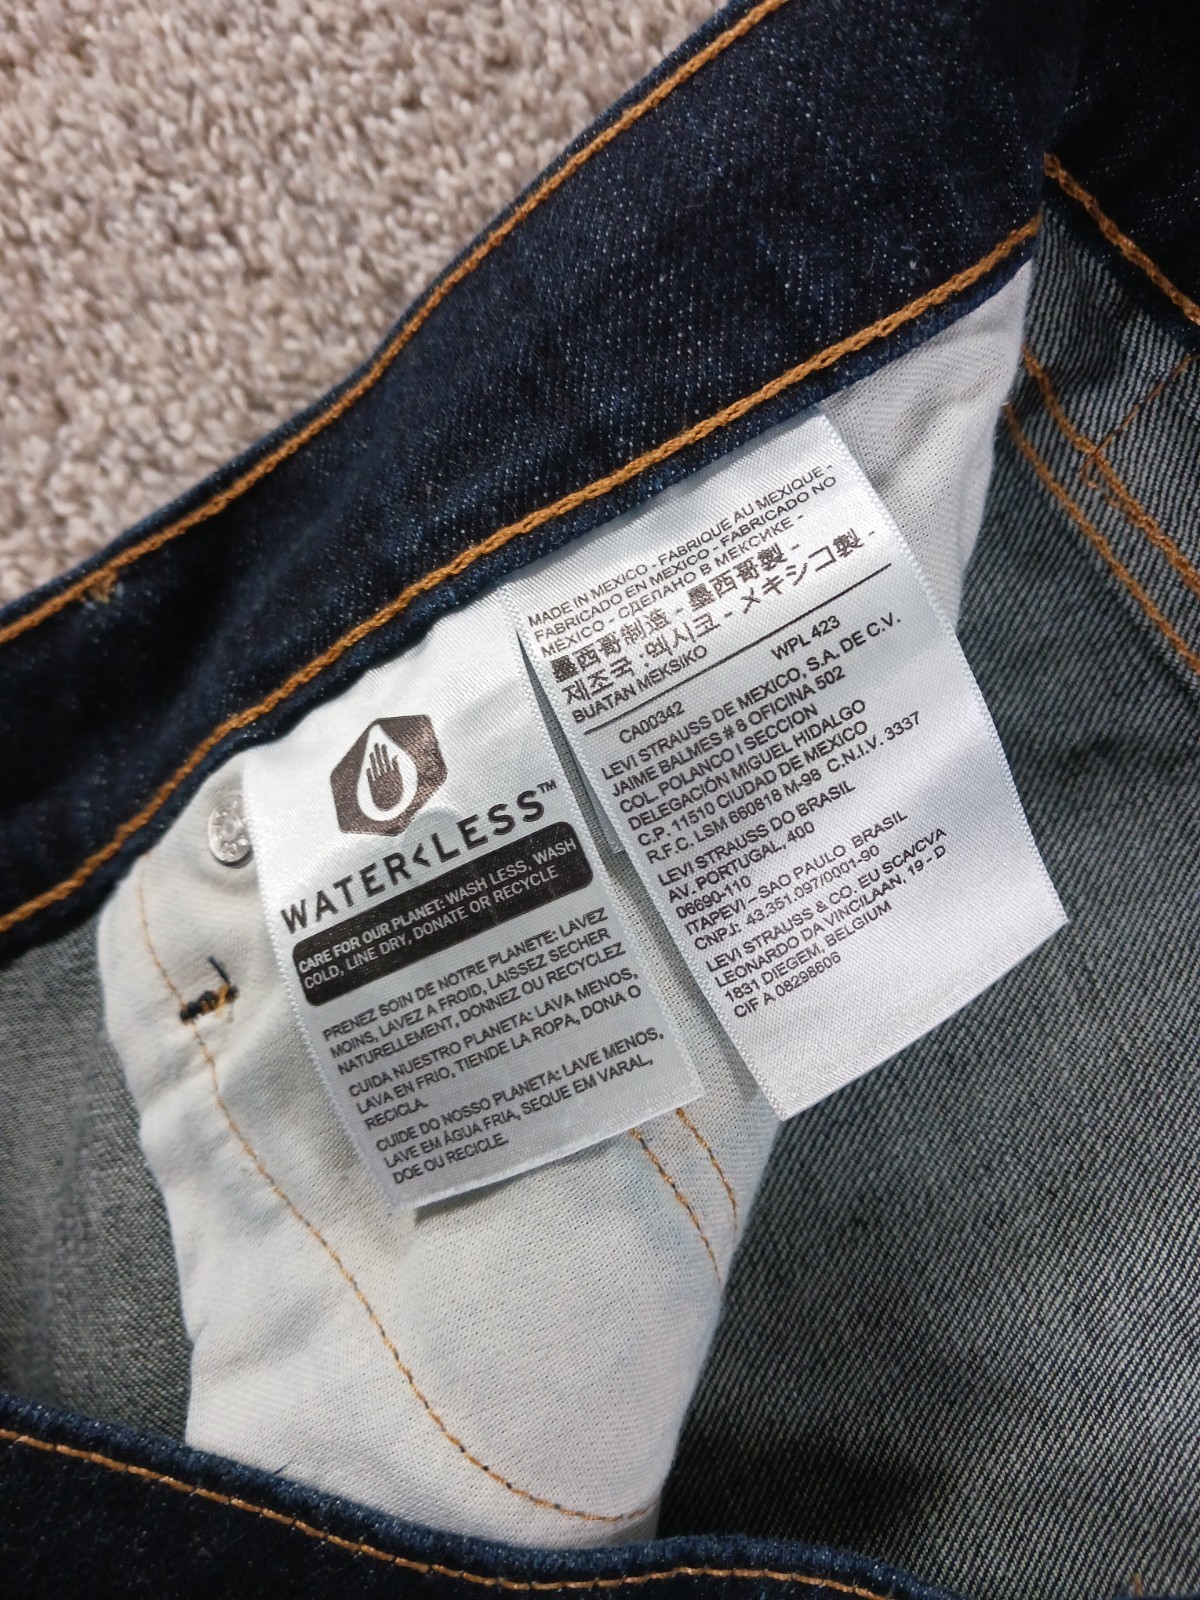 WATER<LESS™
CARE FOR OUR PLANET: WASH LESS, WASH
COLD, LINE DRY, DONATE OR RECYCLE
PRENEZ SOIN DE NOTRE PLANETE: LAVEZ
MOINS, LAVEZ A FROID, LAISSEZ SECHER
NATURELLEMENT, DONNEZ OU RECYCLEZ
CUIDA NUESTRO PLANETA: LAVA MENOS,
LAVA EN FRIO, TIENDE LA ROPA, DONA O
RECICLA.
CUIDE DO NOSSO PLANETA: LAVE MENOS,
LAVE EM ÁGUA FRIA, SEQUE EM VARAL,
DOE OU RECICLE.
MADE IN MEXICO - FABRIQUE AU MEXIQUE -
FABRICADO EN MEXICO - FABRICADO NO
MÉXICO - СДЕЛАНО В МЕКСИКЕ -
墨西哥制造 - 墨西哥製 -
제조국 :멕시코 - メキシコ製 -
BUATAN MEKSIKO
CA00342 WPL 423
LEVI STRAUSS DE MEXICO, S.A. DE C.V.
JAIME BALMES # 8 OFICINA 502
COL. POLANCO I SECCION
DELEGACIÓN MIGUEL HIDALGO
C.P. 11510 CIUDAD DE MEXICO
R.F.C. LSM 660818 M-98 C.N.I.V. 3337
LEVI STRAUSS DO BRASIL
AV. PORTUGAL, 400
06690-110
ITAPEVI - SAO PAULO BRASIL
CNPJ: 43.351.097/0001-90
LEVI STRAUSS & CO. EU SCA/CVA
LEONARDO DA VINCILAAN, 19 - D
1831 DIEGEM, BELGIUM
CIF A 08298606